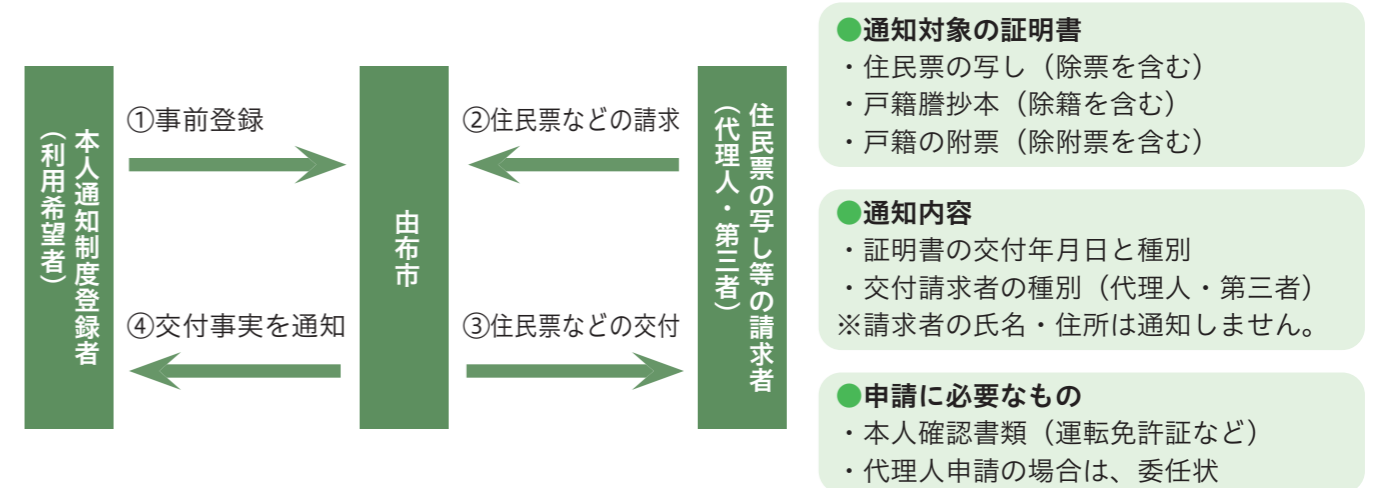 本人通知制度登録者
（利用希望者）
①事前登録
④交付事実を通知
由布市
②住民票などの請求
③住民票などの交付
住民票の写し等の請求者
（代理人・第三者）
●通知対象の証明書
・住民票の写し（除票を含む）
・戸籍謄抄本（除籍を含む）
・戸籍の附票（除附票を含む）
●通知内容
・証明書の交付年月日と種別
・交付請求者の種別（代理人・第三者）
※請求者の氏名・住所は通知しません。
●申請に必要なもの
・本人確認書類（運転免許証など）
・代理人申請の場合は、委任状